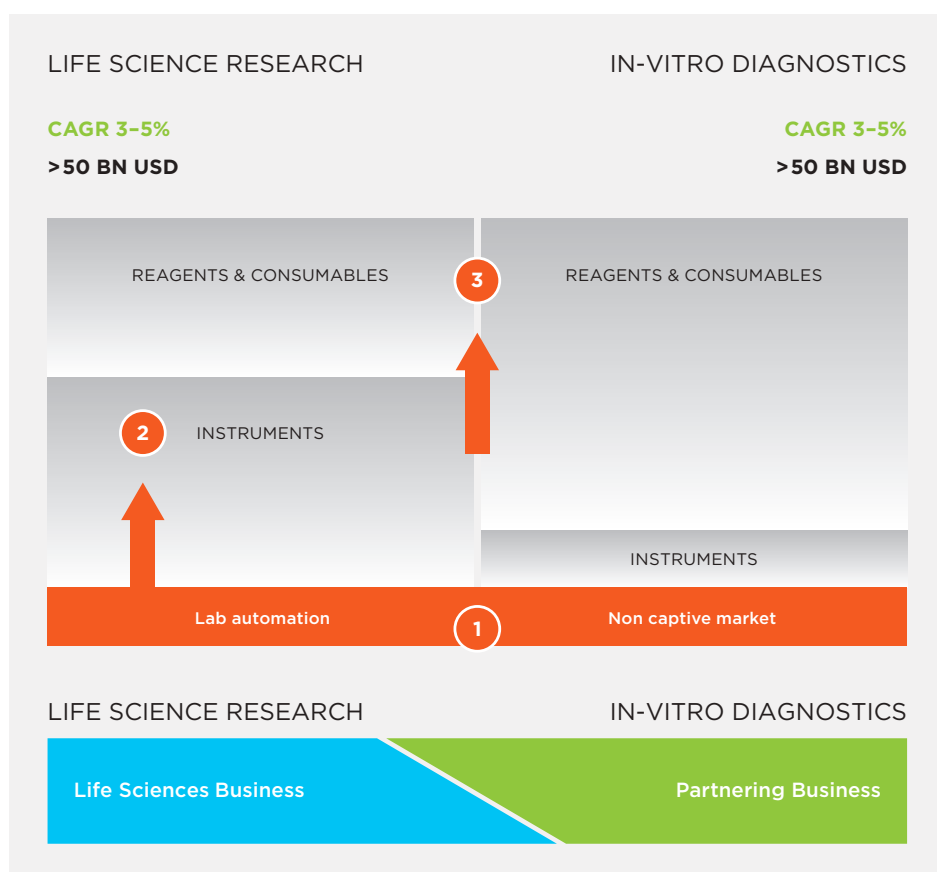 LIFE SCIENCE RESEARCH
IN-VITRO DIAGNOSTICS
CAGR 3–5%
CAGR 3–5%
>50 BN USD
>50 BN USD
REAGENTS & CONSUMABLES
3
REAGENTS & CONSUMABLES
2
INSTRUMENTS
INSTRUMENTS
Lab automation
1
Non captive market
LIFE SCIENCE RESEARCH
IN-VITRO DIAGNOSTICS
Life Sciences Business
Partnering Business